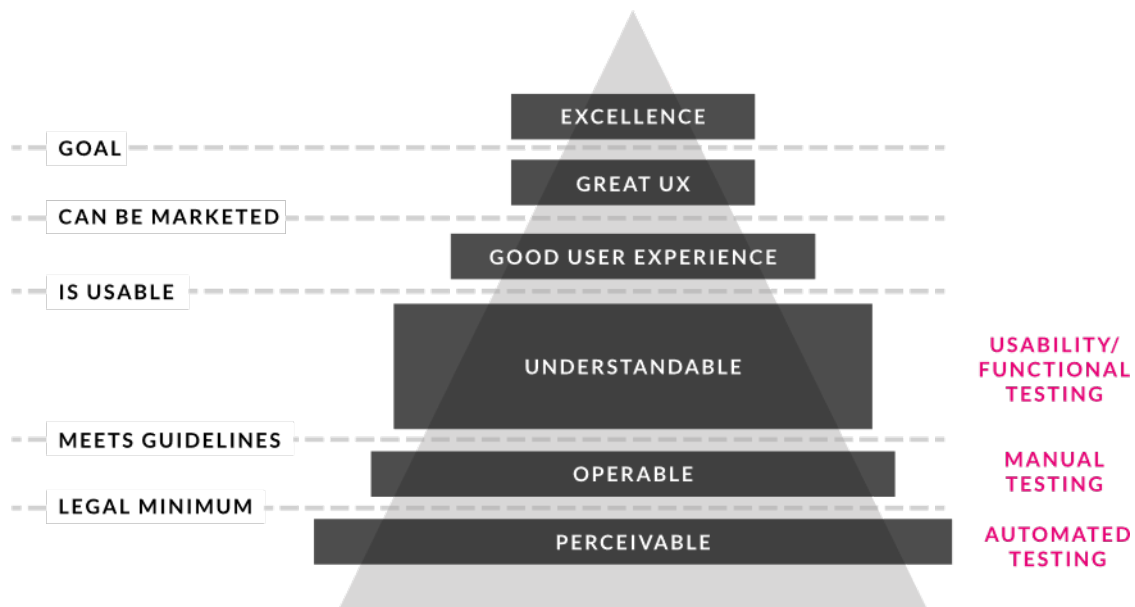 EXCELLENCE
GOAL
GREAT UX
CAN BE MARKETED
GOOD USER EXPERIENCE
IS USABLE
UNDERSTANDABLE
USABILITY/
FUNCTIONAL
TESTING
MEETS GUIDELINES
OPERABLE
MANUAL
TESTING
LEGAL MINIMUM
PERCEIVABLE
AUTOMATED
TESTING